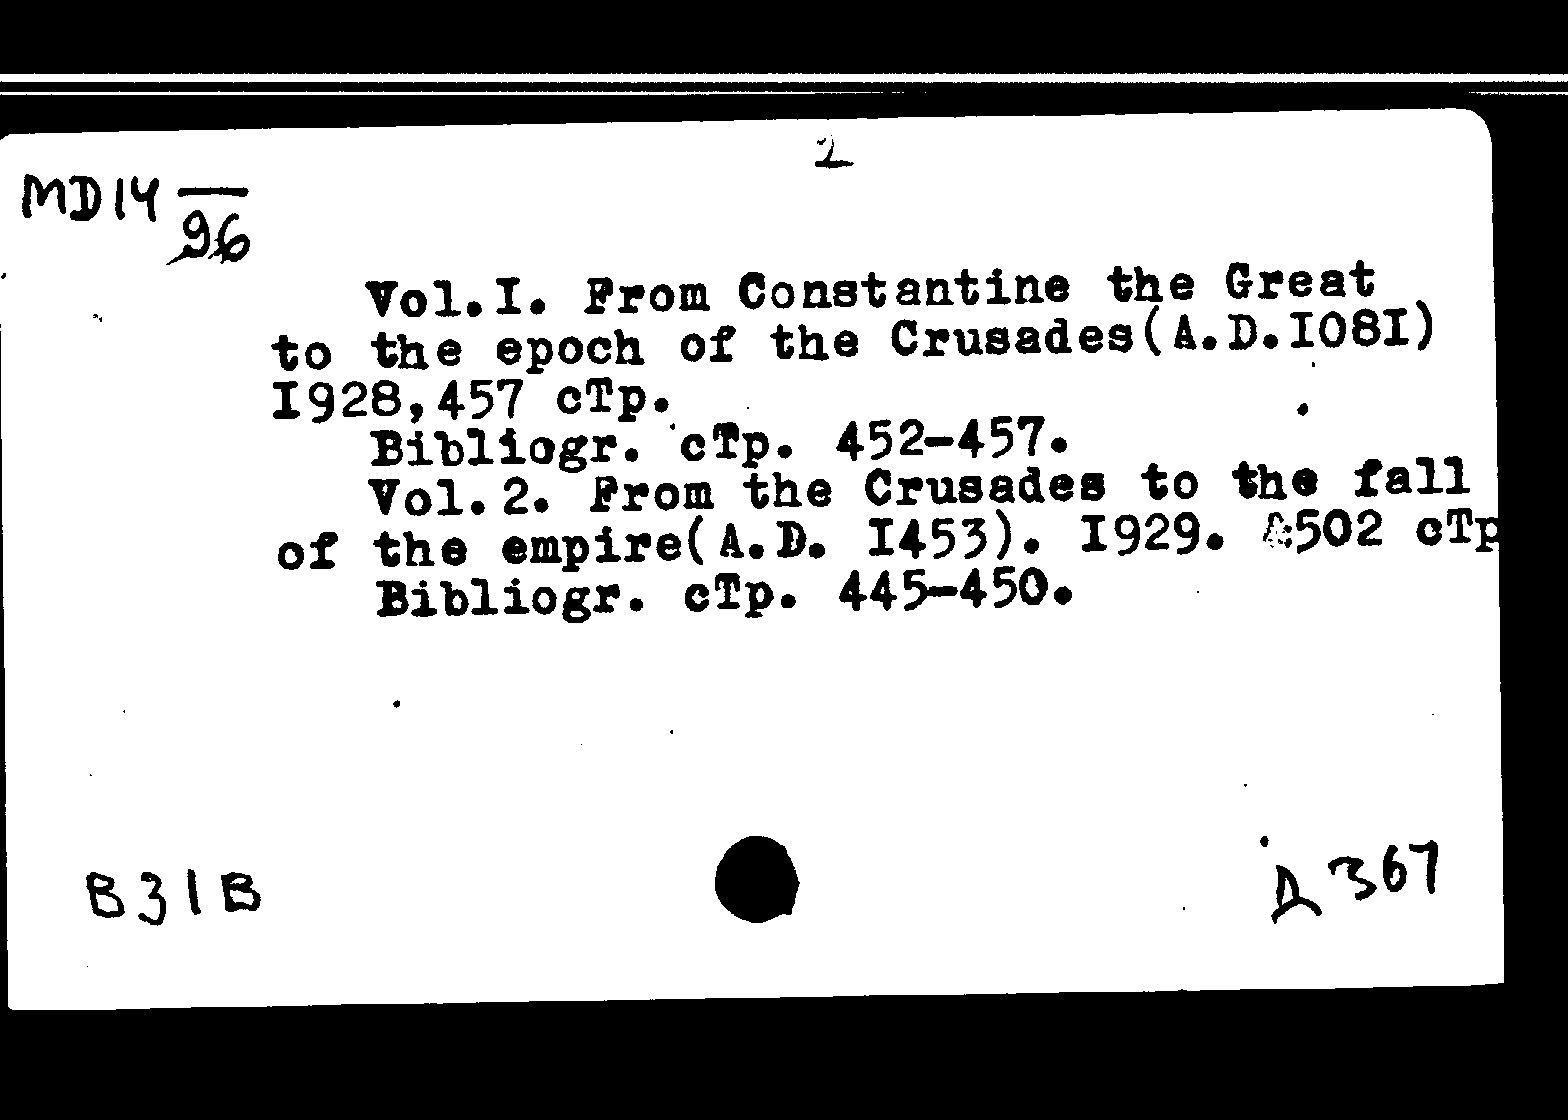 2
MD14 —
96
Vol.I. From Constantine the Great
to the epoch of the Crusades(A.D.I08I)
I928,457 cTp.
Bibliogr. cTp. 452-457.
Vol.2. From the Crusades to the fall
of the empire(A.D. I453). I929. 502 cTp
Bibliogr. cTp. 445-450.
B31B
Д367